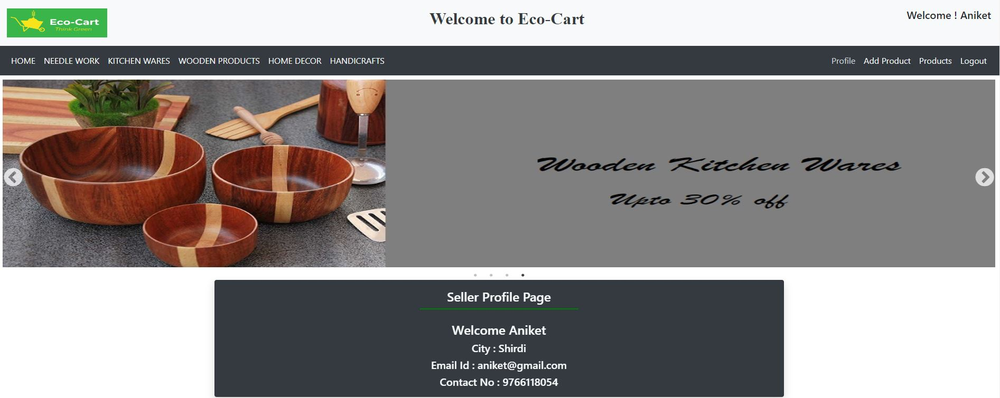 Eco-Cart
Think Green
Welcome to Eco-Cart
Welcome ! Aniket
HOME NEEDLE WORK KITCHEN WARES WOODEN PRODUCTS HOME DECOR HANDICRAFTS Profile Add Product Products Logout
Wooden Kitchen Wares
Upto 30% off
Seller Profile Page
Welcome Aniket
City : Shirdi
Email Id : aniket@gmail.com
Contact No : 9766118054